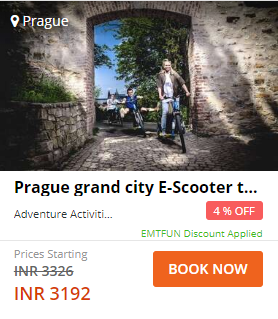 Prague
Prague grand city E-Scooter t...
Adventure Activiti...
4 % OFF
EMTFUN Discount Applied
Prices Starting
INR 3326
INR 3192
BOOK NOW